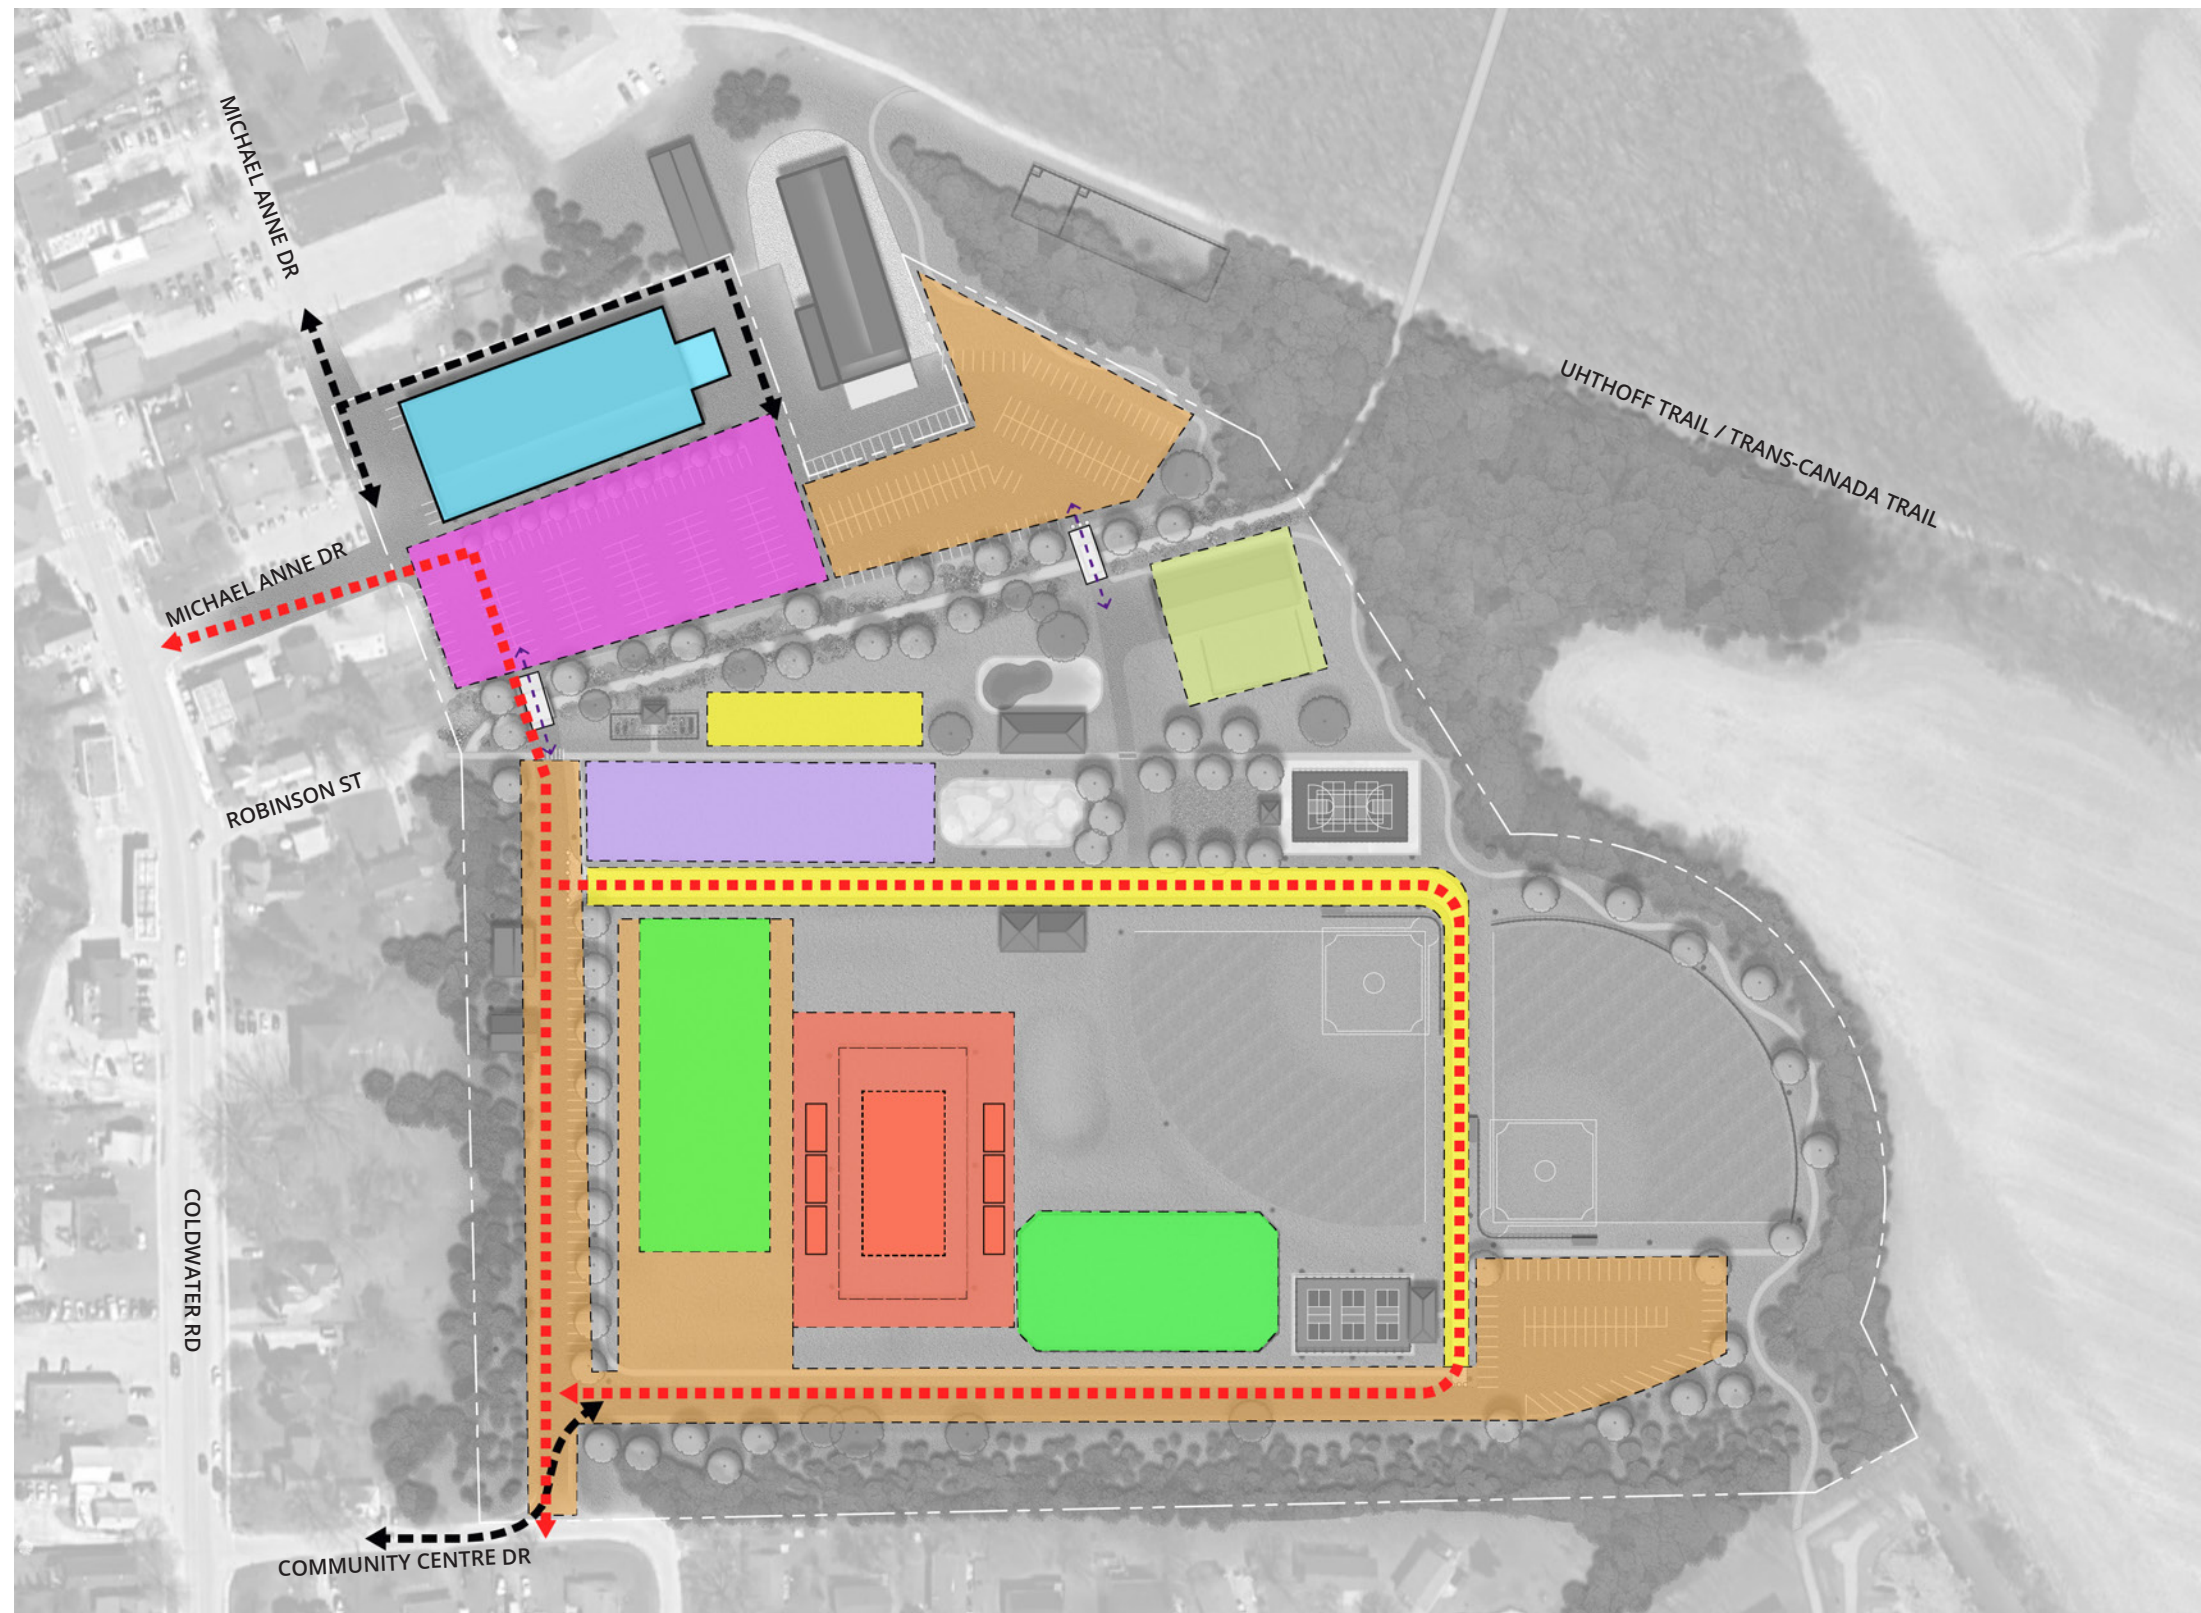 MICHAEL ANNE DR
UHTHOFF TRAIL / TRANS-CANADA TRAIL
MICHAEL ANNE DR
ROBINSON ST
COLDWATER RD
COMMUNITY CENTRE DR